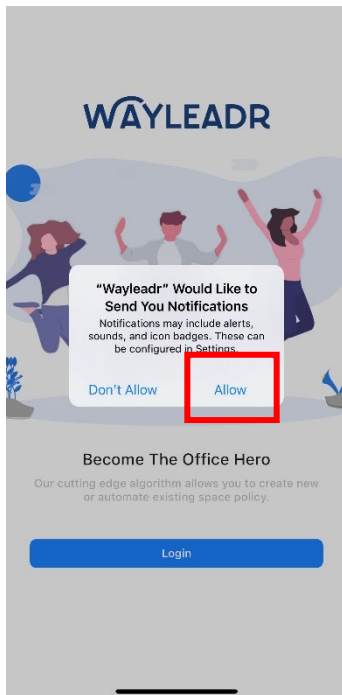 WAYLEADR
"Wayleadr" Would Like to
Send You Notifications
Notifications may include alerts,
sounds, and icon badges. These can
be configured in Settings.
Don't Allow
Allow
Become The Office Hero
Our cutting edge algorithm allows you to create new
or automate existing space policy.
Login